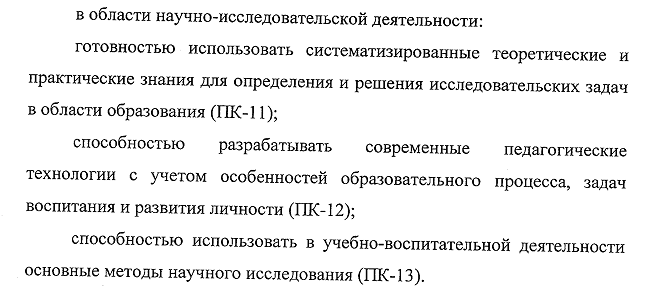 в области научно-исследовательской деятельности:
готовностью использовать систематизированные теоретические и
практические знания для определения и решения исследовательских задач
в области образования (ПК-11);
способностью разрабатывать современные педагогические
технологии с учетом особенностей образовательного процесса, задач
воспитания и развития личности (ПК-12);
способностью использовать в учебно-воспитательной деятельности
основные методы научного исследования (ПК-13).